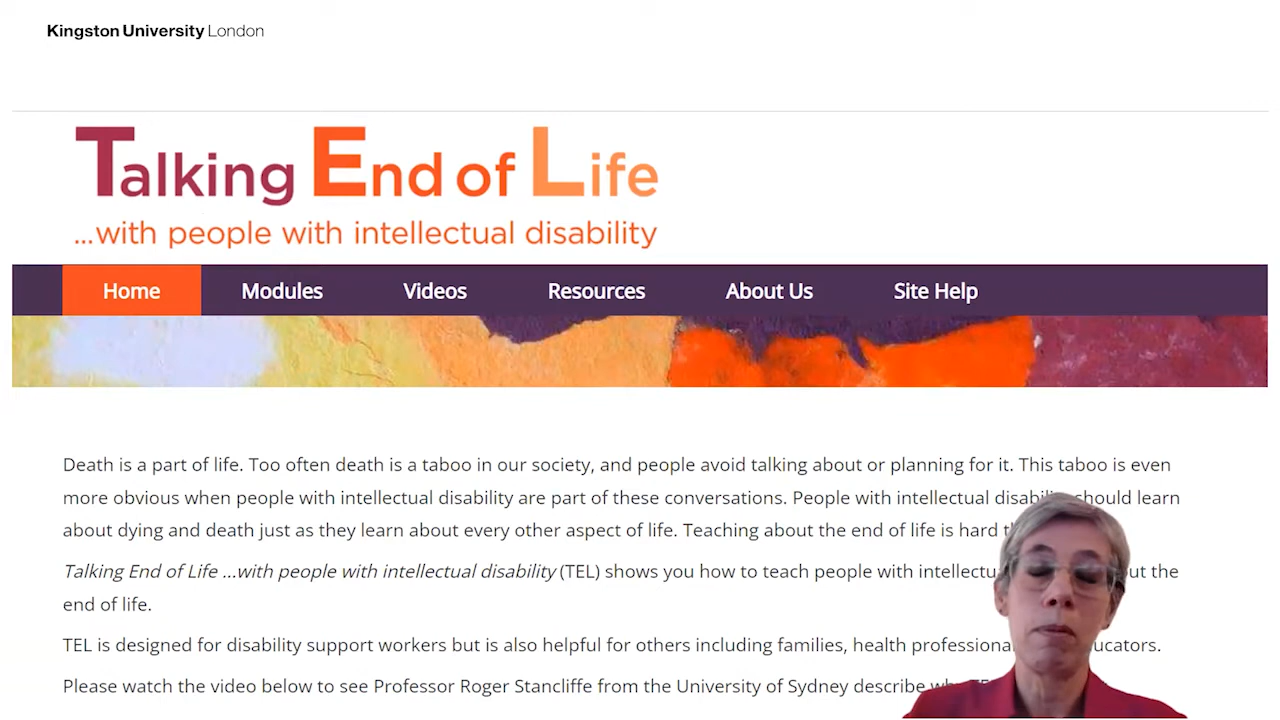 Kingston University London
Talking End of Life
...with people with intellectual disability
Home Modules Videos Resources About Us Site Help
Death is a part of life. Too often death is a taboo in our society, and people avoid talking about or planning for it. This taboo is even
more obvious when people with intellectual disability are part of these conversations. People with intellectual should learn
about dying and death just as they learn about every other aspect of life. Teaching about the end of life is hard
Talking End of Life ...with people with intellectual disability (TEL) shows you how to teach people with the
end of life.
TEL is designed for disability support workers but is also helpful for others including families, health
Please watch the video below to see Professor Roger Stancliffe from the University of Sydney describe